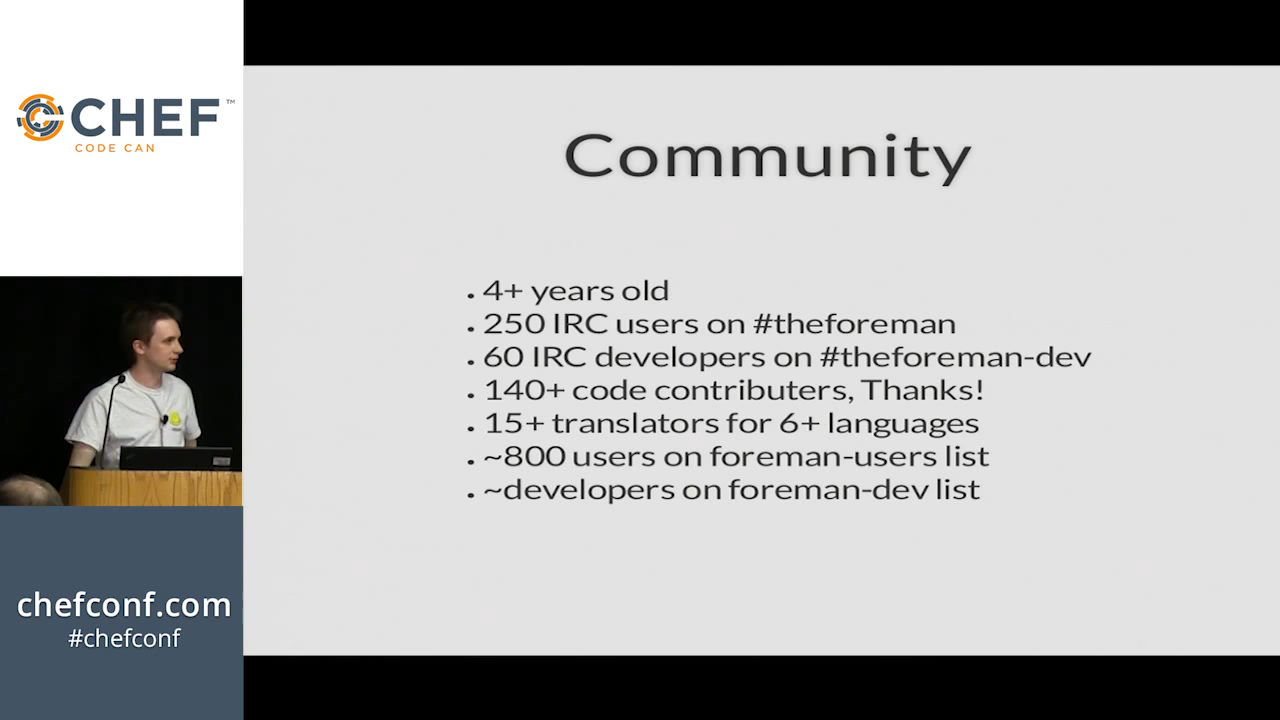 CHEF™
CODE CAN
Community
• 4+ years old
• 250 IRC users on #theforeman
• 60 IRC developers on #theforeman-dev
• 140+ code contributers, Thanks!
• 15+ translators for 6+ languages
• ~800 users on foreman-users list
• ~developers on foreman-dev list
chefconf.com
#chefconf